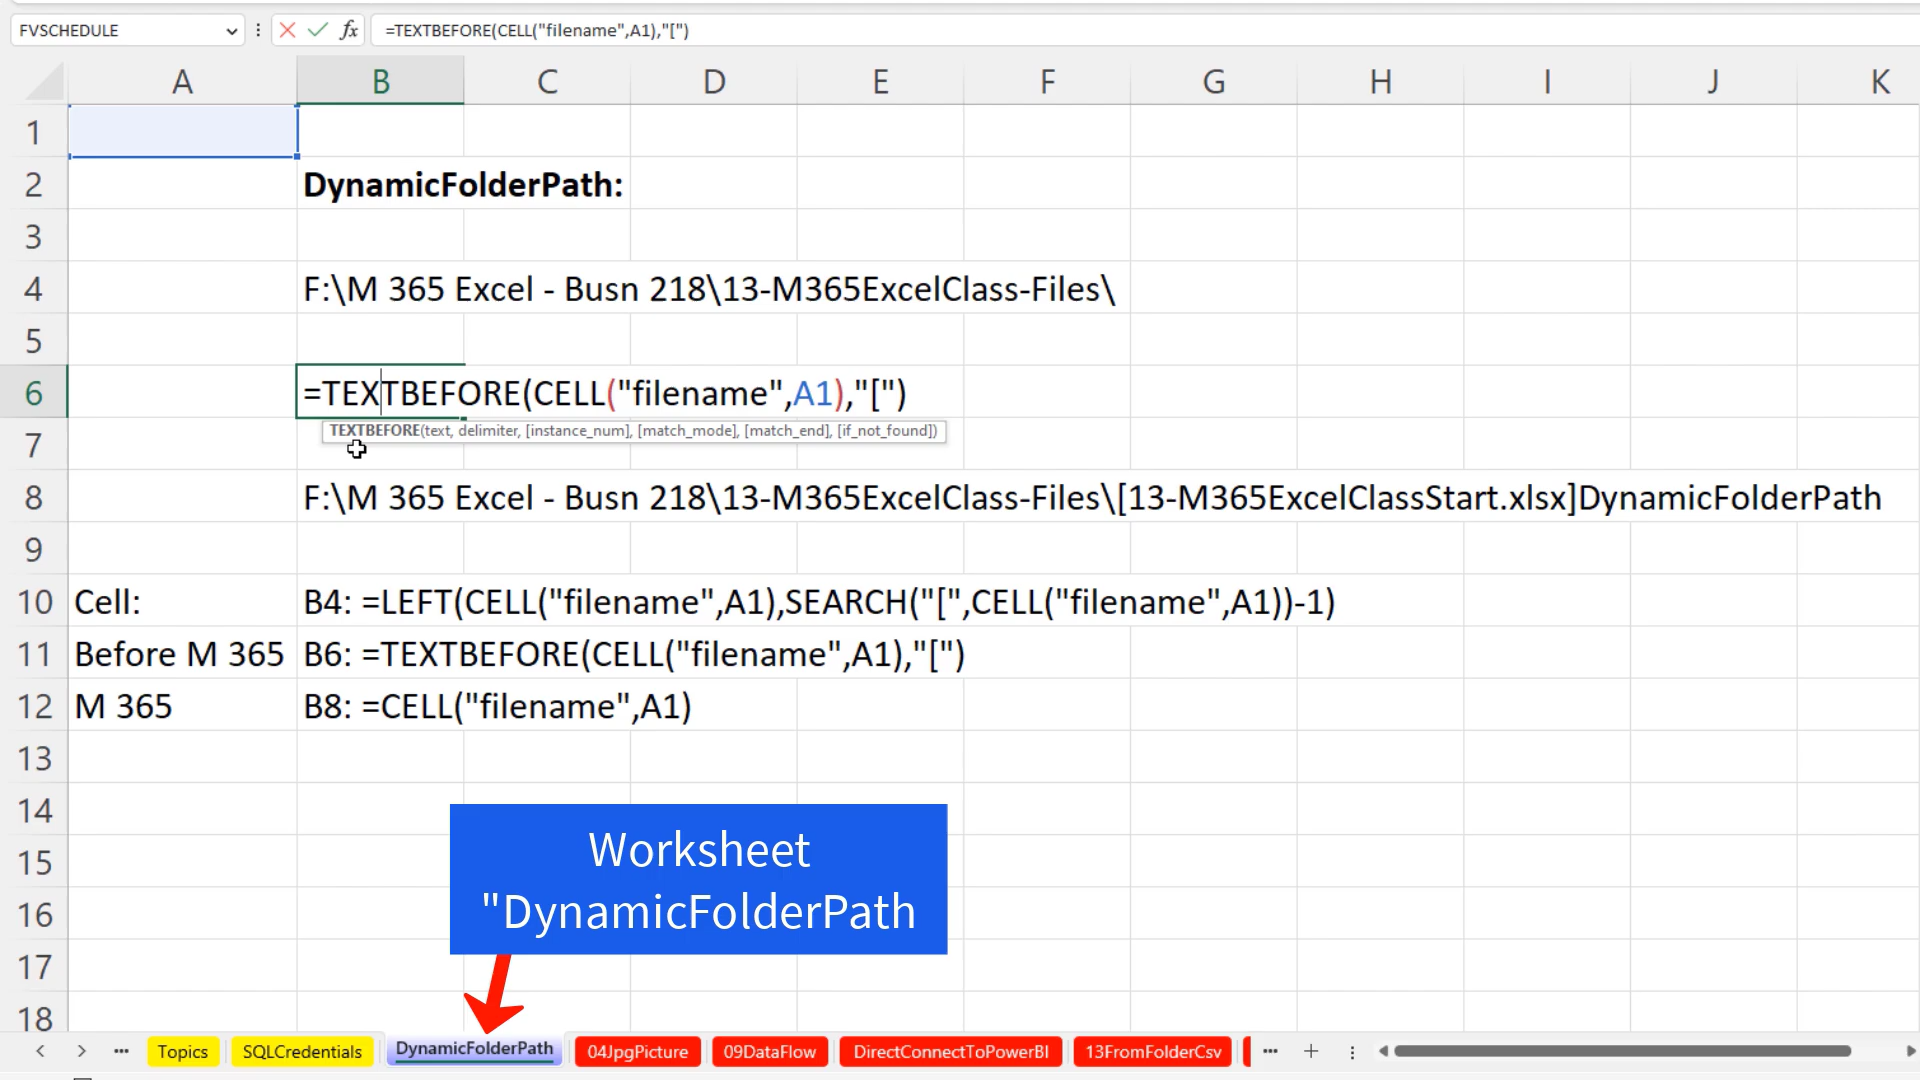 FVSCHEDULE
fx
=TEXTBEFORE(CELL("filename",A1),"[")
A B C D E F G H I J K
1
2 DynamicFolderPath:
3
4 F:\M 365 Excel - Busn 218\13-M365ExcelClass-Files\
5
6 =TEXTBEFORE(CELL("filename",A1),"[")
TEXTBEFORE(text, delimiter, [instance_num], [match_mode], [match_end], [if_not_found])
7
8 F:\M 365 Excel - Busn 218\13-M365ExcelClass-Files\[13-M365ExcelClassStart.xlsx]DynamicFolderPath
9
10 Cell: B4: =LEFT(CELL("filename",A1),SEARCH("[",CELL("filename",A1))-1)
11 Before M 365 B6: =TEXTBEFORE(CELL("filename",A1),"[")
12 M 365 B8: =CELL("filename",A1)
13
14
15
16
17
18
Worksheet
"DynamicFolderPath
Topics SQLCredentials DynamicFolderPath 04JpgPicture 09DataFlow DirectConnectToPowerBI 13FromFolderCsv